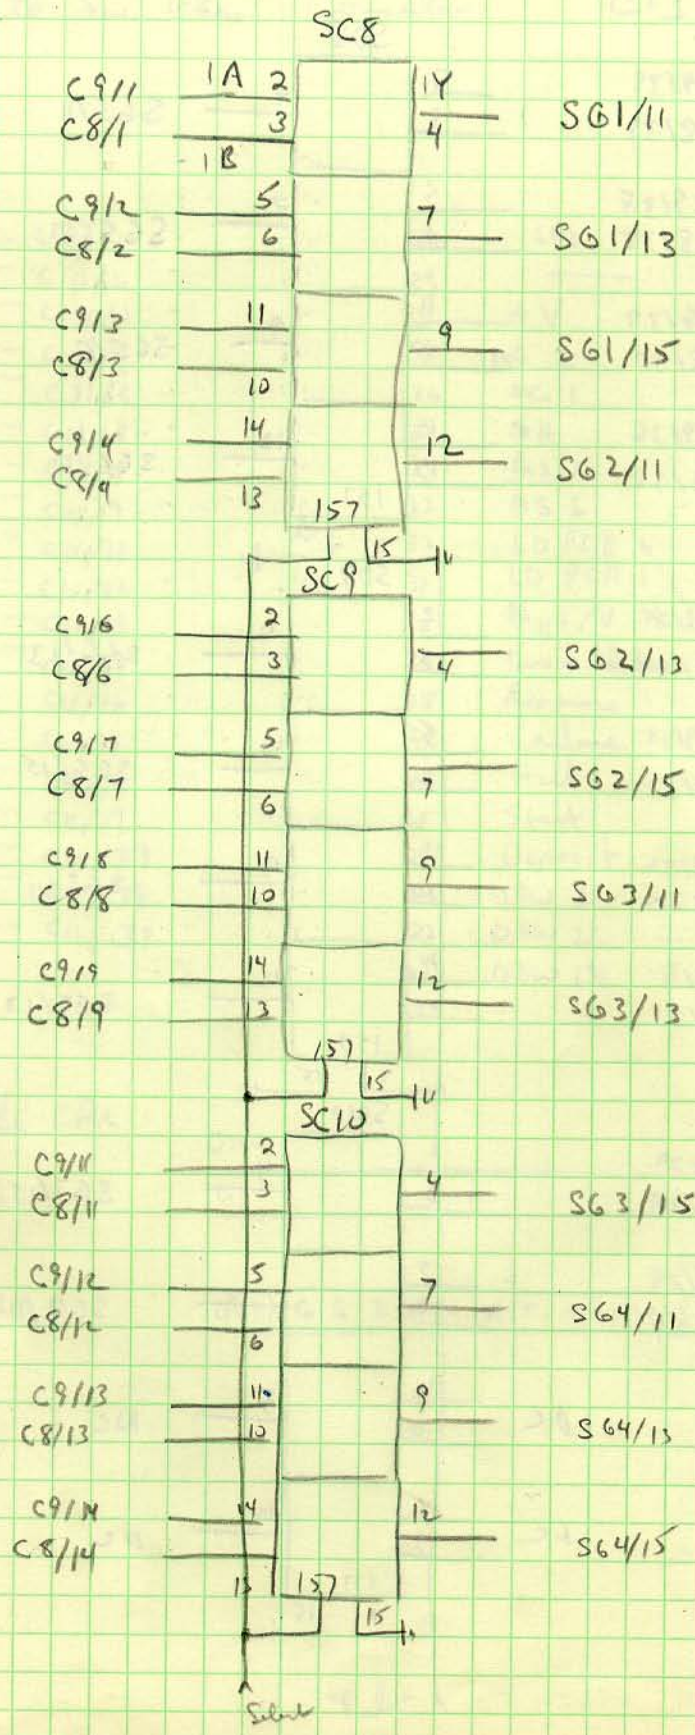 SC8
C9/1 1A 2 1Y SG1/11
C8/1 3 4
1B
C9/2 5 7 SG1/13
C8/2 6
C9/3 11 9 SG1/15
C8/3 10
C9/4 14 12 SG2/11
C8/4 13
157 15
SC9
C9/6 2 SG2/13
C8/6 3 4
C9/7 5 SG2/15
C8/7 6 7
C9/8 11 9 SG3/11
C8/8 10
C9/9 14 12 SG3/13
C8/9 13
157 15
SC10
C9/11 2 4 SG3/15
C8/11 3
C9/12 5 7 SG4/11
C8/12 6
C9/13 11 9 SG4/13
C8/13 10
C9/14 14 12 SG4/15
C8/14 13
157 15
Select